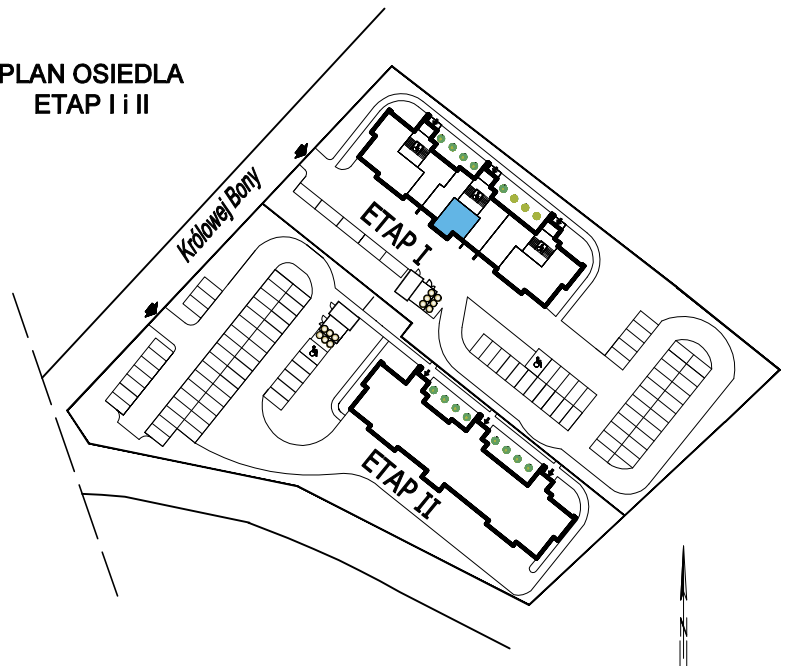 PLAN OSIEDLA
ETAP I i II
Królowej Bony
ETAP I
ETAP II
N